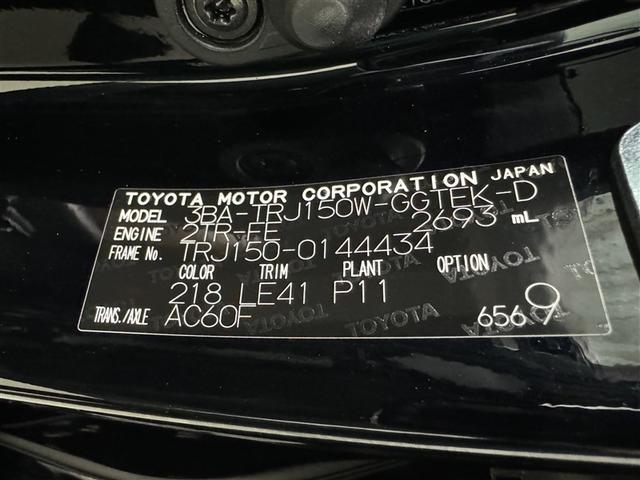 TOYOTA MOTOR CORPORATION JAPAN
MODEL 3BA-TRJ150W-GGTEK-D
ENGINE 2TR-FE 2693 mL
FRAME No. TRJ150-0144434
COLOR TRIM PLANT OPTION
218 LE41 P11
TRANS./AXLE AC60F 6569
TOYOTA